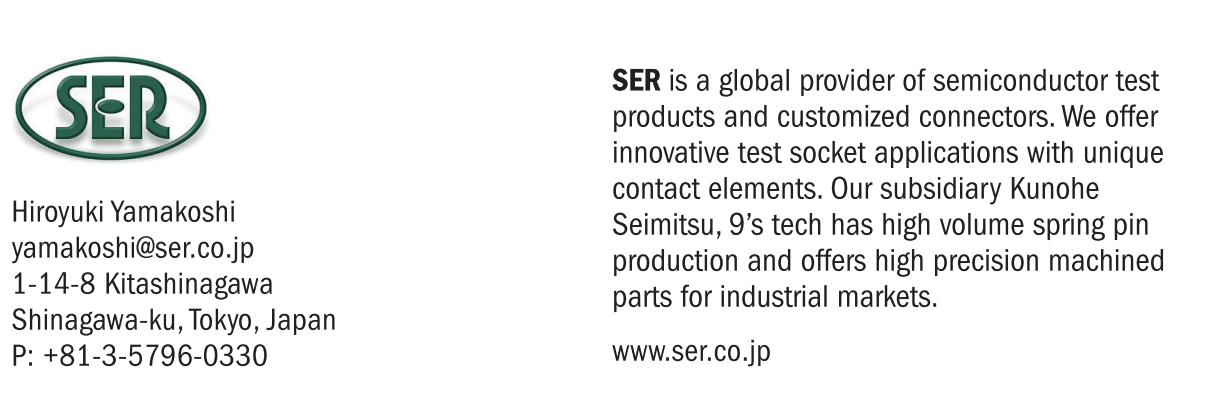 SER
Hiroyuki Yamakoshi
yamakoshi@ser.co.jp
1-14-8 Kitashinagawa
Shinagawa-ku, Tokyo, Japan
P: +81-3-5796-0330
SER is a global provider of semiconductor test
products and customized connectors. We offer
innovative test socket applications with unique
contact elements. Our subsidiary Kunohe
Seimitsu, 9’s tech has high volume spring pin
production and offers high precision machined
parts for industrial markets.
www.ser.co.jp